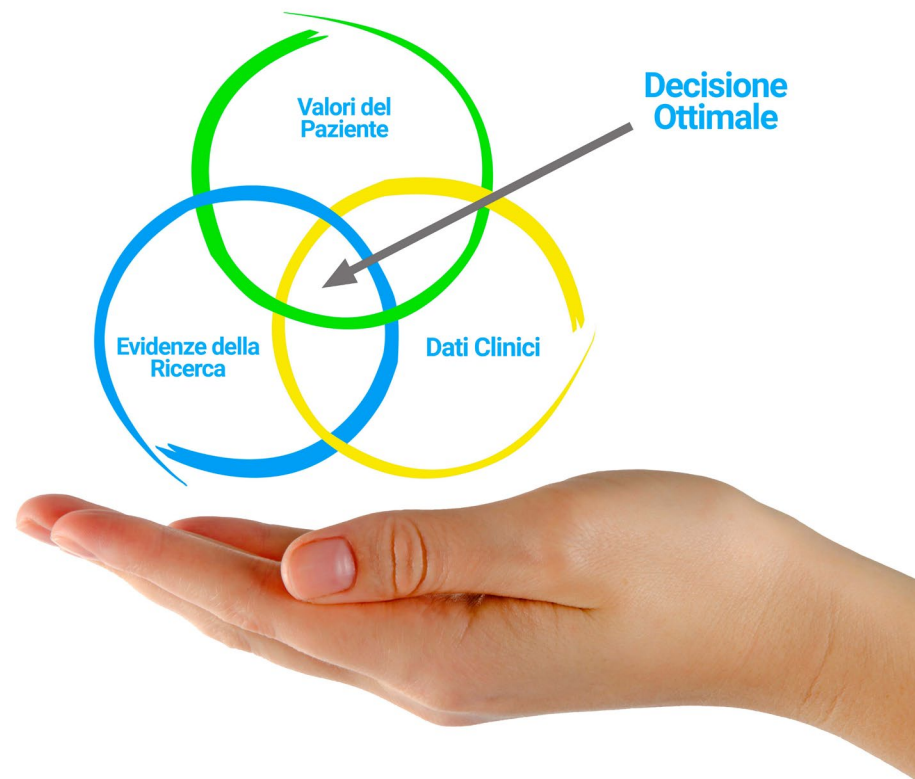 Valori del
Paziente
Decisione
Ottimale
Evidenze della
Ricerca
Dati Clinici